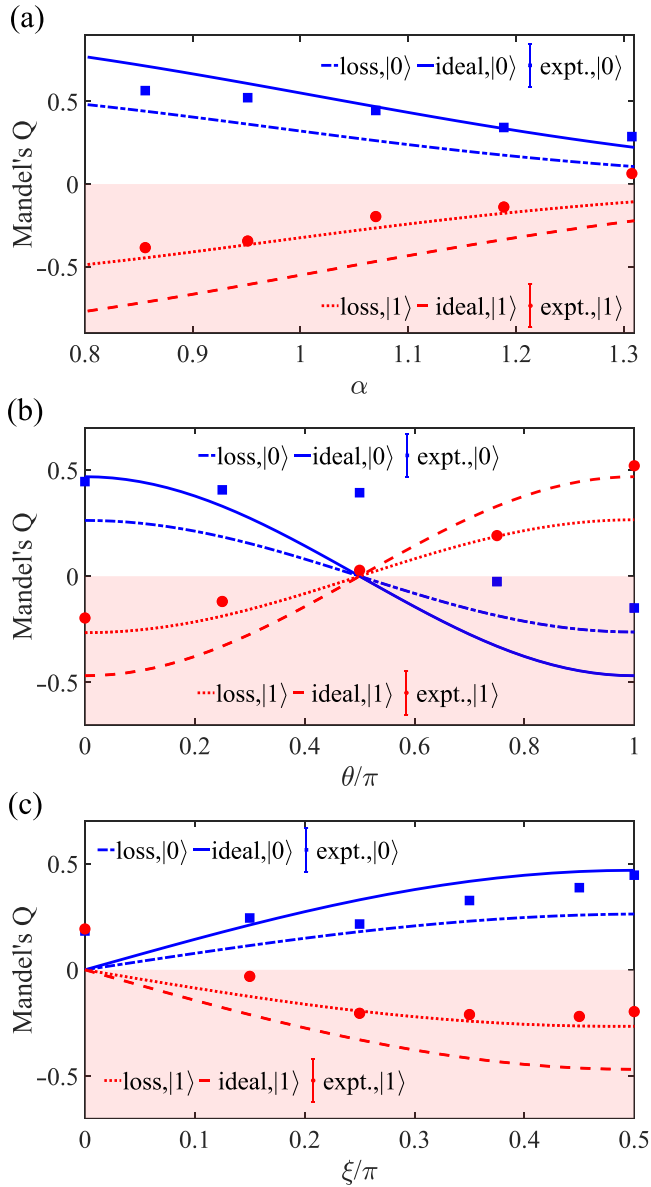 (a)
loss,|0⟩ ideal,|0⟩ expt.,|0⟩
0.5
0
−0.5
Mandel's Q
loss,|1⟩ ideal,|1⟩ expt.,|1⟩
0.8 0.9 1 1.1 1.2 1.3
α
(b)
loss,|0⟩ ideal,|0⟩ expt.,|0⟩
0.5
0
−0.5
Mandel's Q
loss,|1⟩ ideal,|1⟩ expt.,|1⟩
0 0.2 0.4 0.6 0.8 1
θ/π
(c)
loss,|0⟩ ideal,|0⟩ expt.,|0⟩
0.5
0
−0.5
Mandel's Q
loss,|1⟩ ideal,|1⟩ expt.,|1⟩
0 0.1 0.2 0.3 0.4 0.5
ξ/π